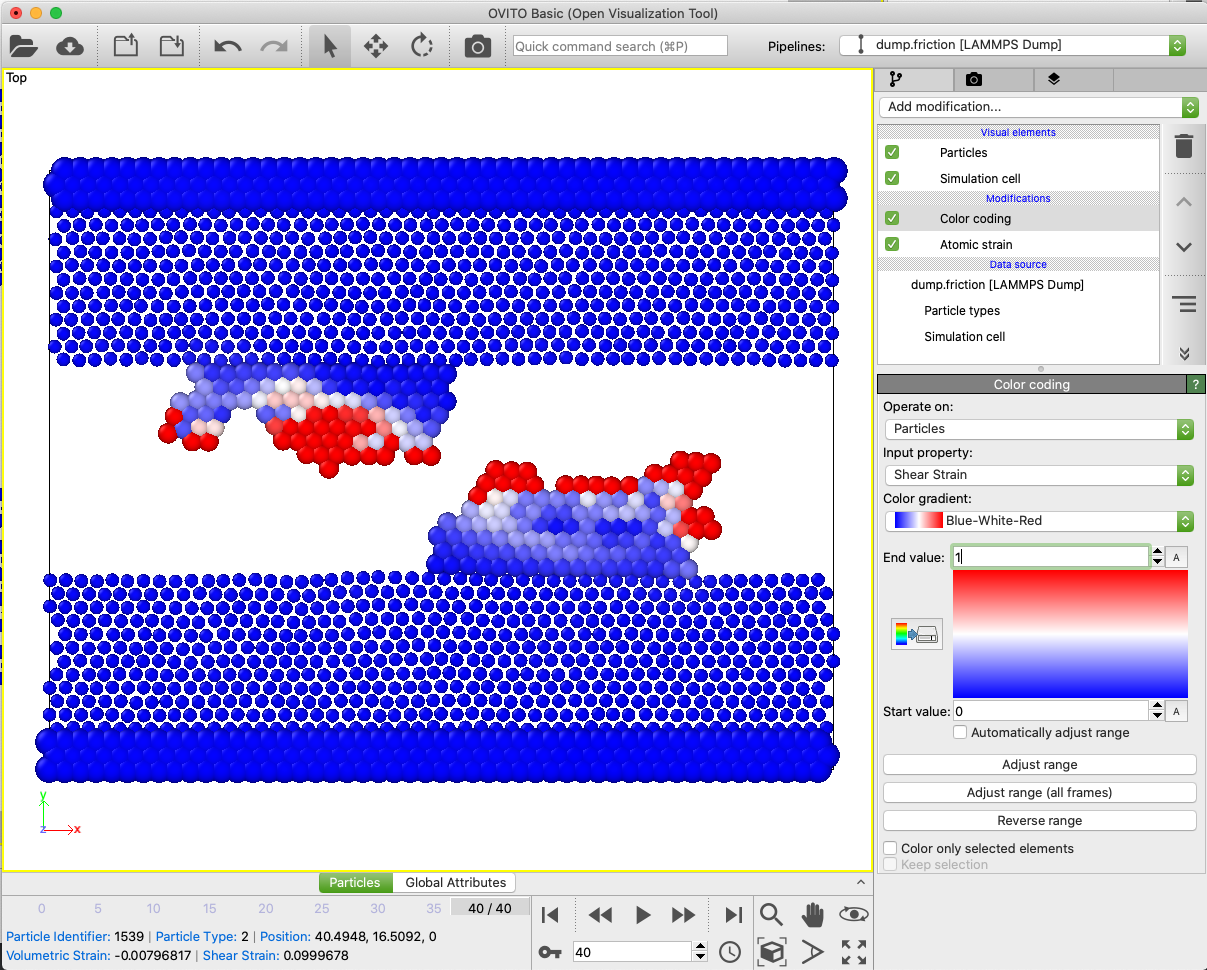 OVITO Basic (Open Visualization Tool)
Quick command search (⌘P)
Pipelines:
dump.friction [LAMMPS Dump]
Top
Add modification...
Visual elements
Particles
Simulation cell
Modifications
Color coding
Atomic strain
Data source
dump.friction [LAMMPS Dump]
Particle types
Simulation cell
Color coding
?
Operate on:
Particles
Input property:
Shear Strain
Color gradient:
Blue-White-Red
End value:
1
A
Start value:
0
A
Automatically adjust range
Adjust range
Adjust range (all frames)
Reverse range
Color only selected elements
Keep selection
y
z
x
Particles
Global Attributes
0 5 10 15 20 25 30 35 40 / 40
Particle Identifier: 1539 | Particle Type: 2 | Position: 40.4948, 16.5092, 0
Volumetric Strain: -0.00796817 | Shear Strain: 0.0999678
40